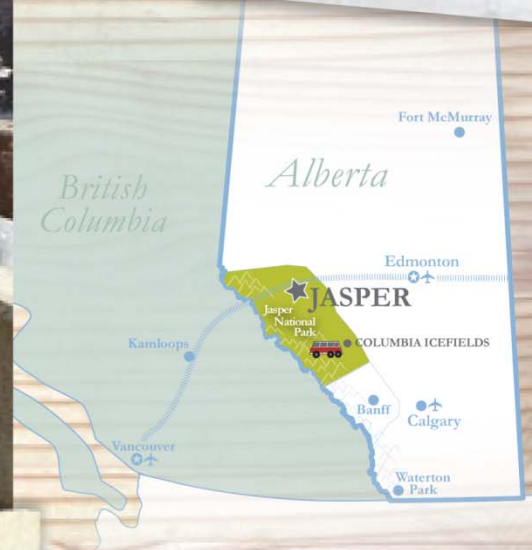 Fort McMurray
British
Columbia
Alberta
Edmonton
JASPER
Jasper
National
Park
COLUMBIA ICEFIELDS
Kamloops
Banff
Calgary
Vancouver
Waterton
Park